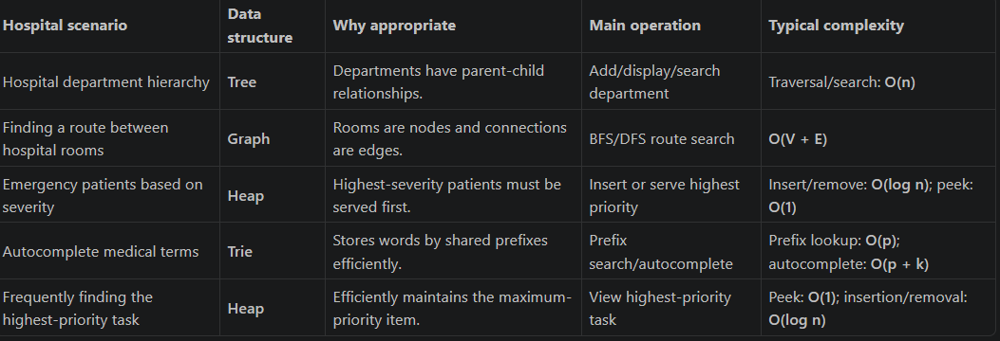 Hospital scenario
Data
structure
Why appropriate
Main operation
Typical complexity
Hospital department hierarchy
Tree
Departments have parent-child
relationships.
Add/display/search
department
Traversal/search: O(n)
Finding a route between
hospital rooms
Graph
Rooms are nodes and connections
are edges.
BFS/DFS route search
O(V + E)
Emergency patients based on
severity
Heap
Highest-severity patients must be
served first.
Insert or serve highest
priority
Insert/remove: O(log n); peek:
O(1)
Autocomplete medical terms
Trie
Stores words by shared prefixes
efficiently.
Prefix
search/autocomplete
Prefix lookup: O(p);
autocomplete: O(p + k)
Frequently finding the
highest-priority task
Heap
Efficiently maintains the maximum-
priority item.
View highest-priority
task
Peek: O(1); insertion/removal:
O(log n)